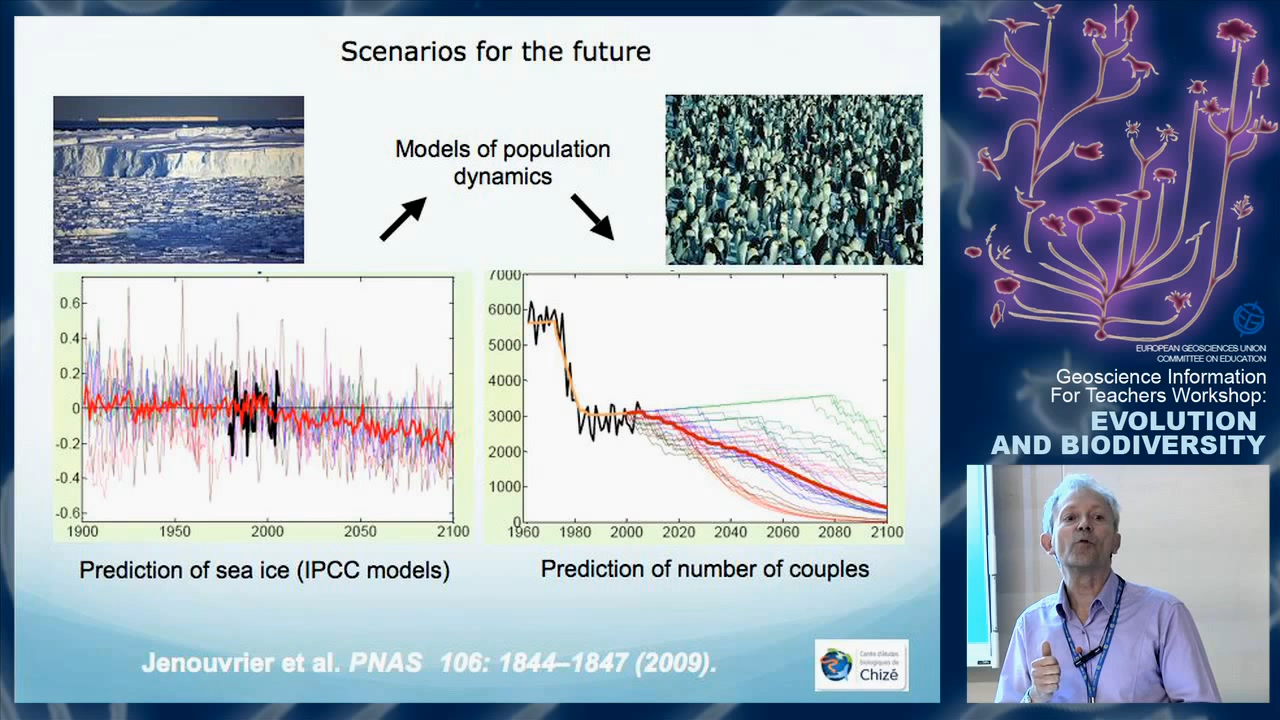 Scenarios for the future
Models of population
dynamics
0.6
0.4
0.2
0
-0.2
-0.4
-0.6
1900
1950
2000
2050
2100
7000
6000
5000
4000
3000
2000
1000
0
1960
1980
2000
2020
2040
2060
2080
2100
Prediction of sea ice (IPCC models)
Prediction of number of couples
Jenouvrier et al. PNAS 106: 1844–1847 (2009).
Centre d'études
biologiques de
Chizé
EUROPEAN GEOSCIENCES UNION
COMMITTEE ON EDUCATION
Geoscience Information
For Teachers Workshop:
EVOLUTION
AND BIODIVERSITY